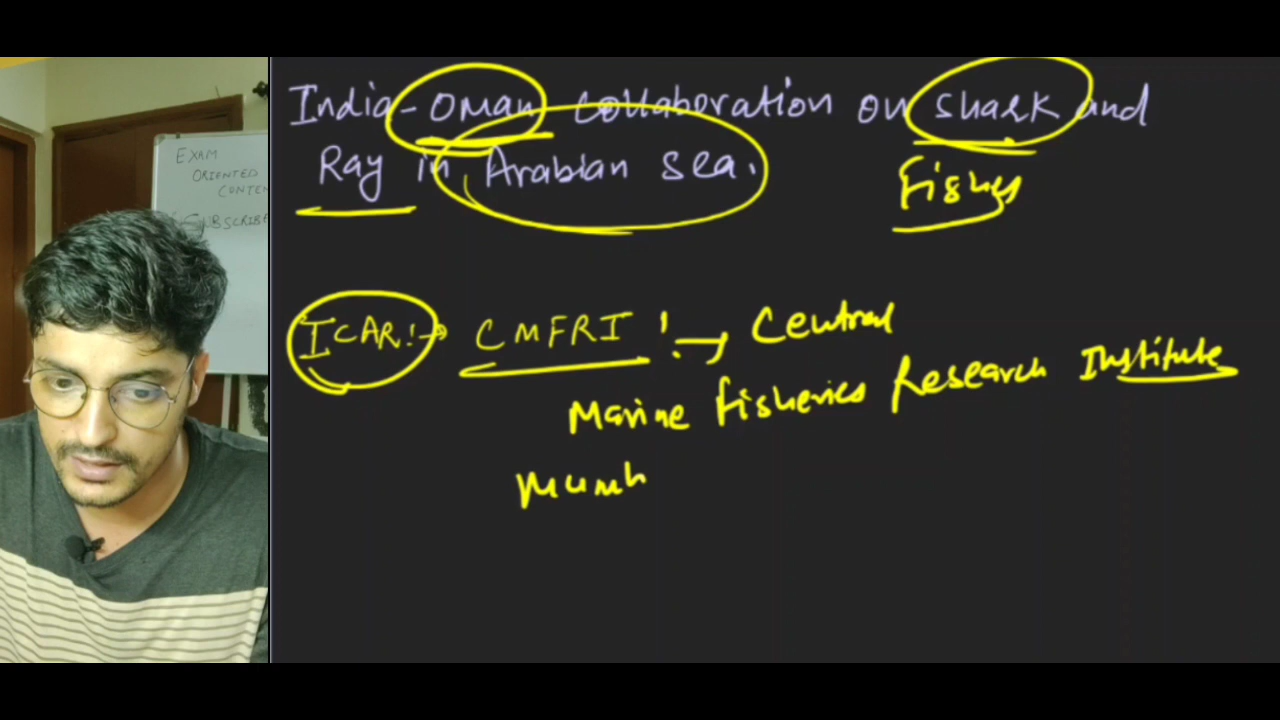 EXAM
ORIENTED
CONTEN
SUBSCRIBE
India-Oman collaboration on shark and
Ray in Arabian sea.
fishes
ICAR:→ CMFRI :→ Central
Marine fisheries Research Institute
Mumb